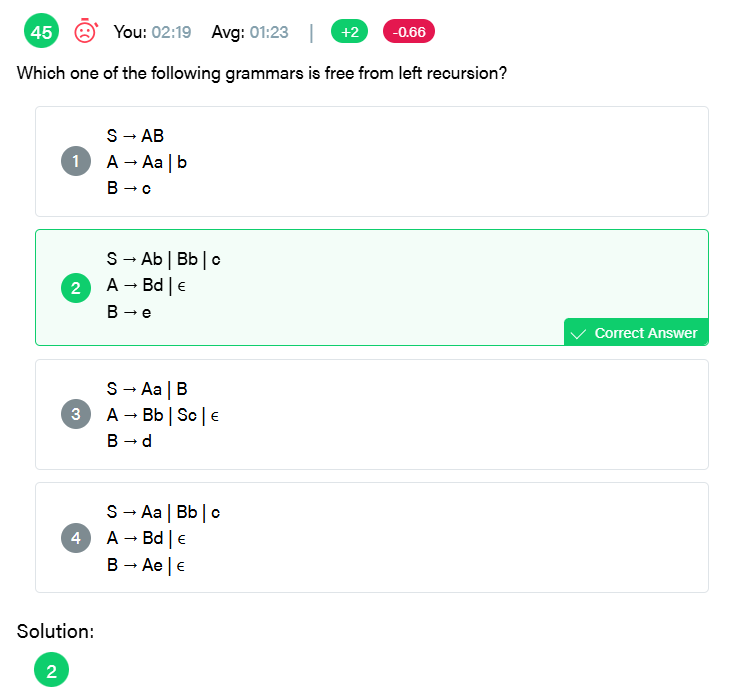 45 You: 02:19 Avg: 01:23 | +2 -0.66
Which one of the following grammars is free from left recursion?
S → AB
1 A → Aa | b
B → c
S → Ab | Bb | c
2 A → Bd | ϵ
B → e
Correct Answer
S → Aa | B
3 A → Bb | Sc | ϵ
B → d
S → Aa | Bb | c
4 A → Bd | ϵ
B → Ae | ϵ
Solution:
2